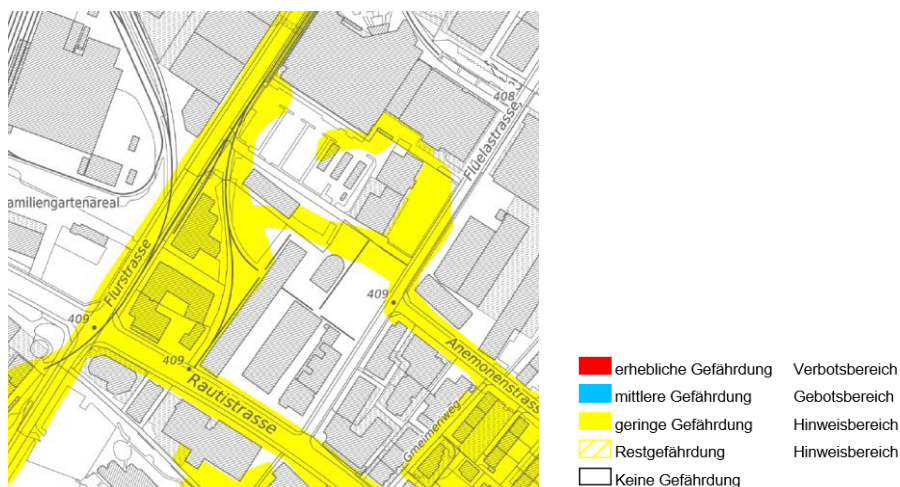 408
Flüelastrasse
amiliengartenareal
Flurstrasse
409
409
409
Rautistrasse
Anemonenstrass
Gmeimeriweg
erhebliche Gefährdung Verbotsbereich
mittlere Gefährdung Gebotsbereich
geringe Gefährdung Hinweisbereich
Restgefährdung Hinweisbereich
Keine Gefährdung